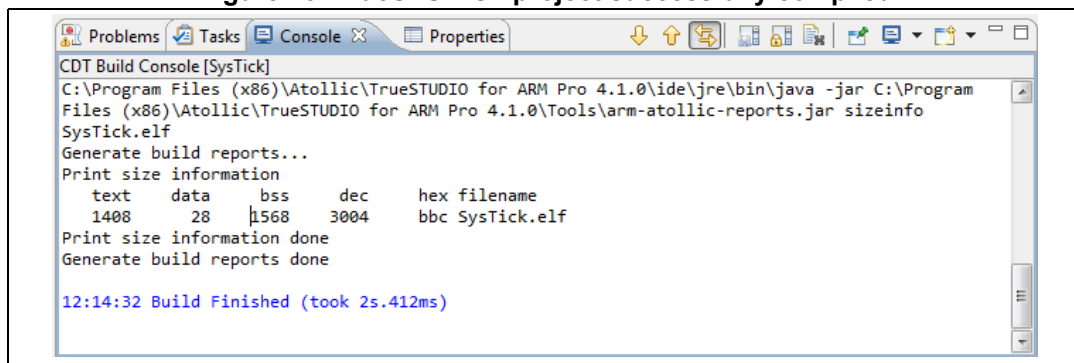 Problems Tasks Console Properties
CDT Build Console [SysTick]
C:\Program Files (x86)\Atollic\TrueSTUDIO for ARM Pro 4.1.0\ide\jre\bin\java -jar C:\Program
Files (x86)\Atollic\TrueSTUDIO for ARM Pro 4.1.0\Tools\arm-atollic-reports.jar sizeinfo
SysTick.elf
Generate build reports...
Print size information
text data bss dec hex filename
1408 28 1568 3004 bbc SysTick.elf
Print size information done
Generate build reports done
12:14:32 Build Finished (took 2s.412ms)